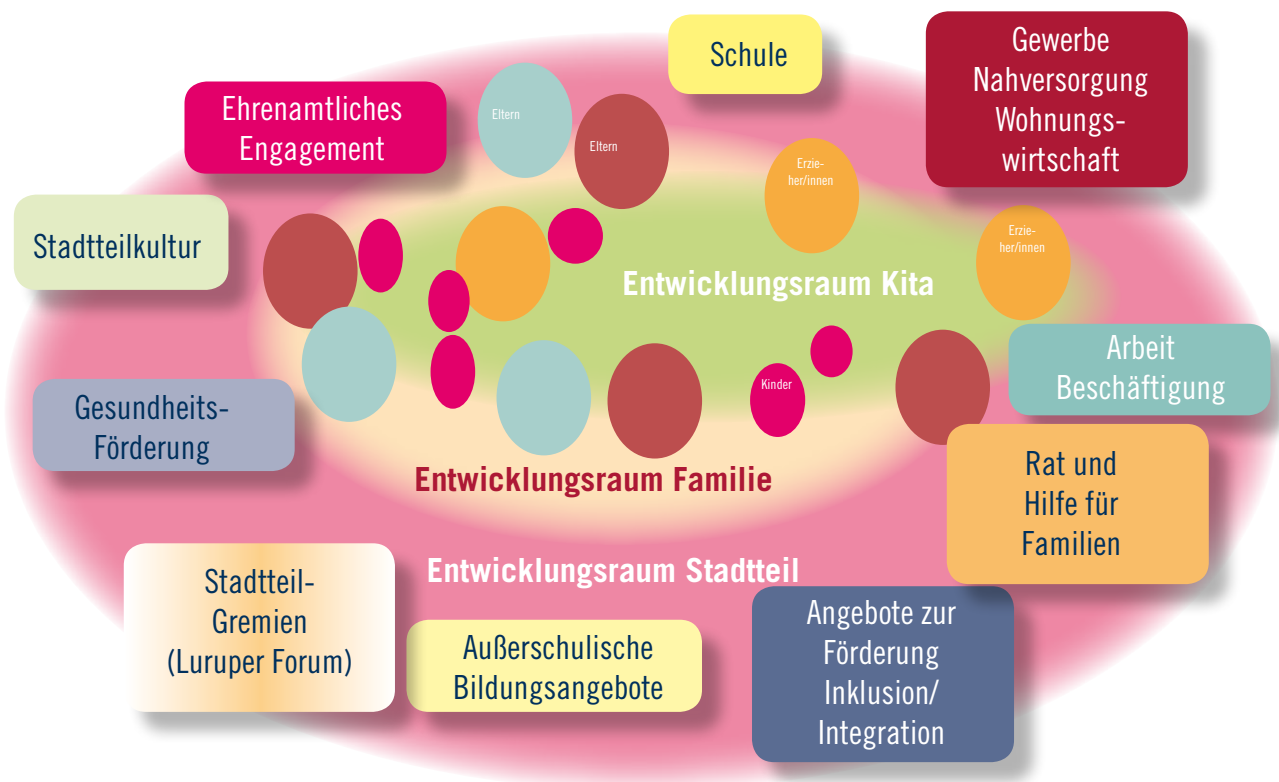 Schule
Gewerbe
Nahversorgung
Wohnungs-
wirtschaft
Ehrenamtliches
Engagement
Eltern
Eltern
Erzie-
her/innen
Stadtteilkultur
Erzie-
her/innen
Entwicklungsraum Kita
Arbeit
Beschäftigung
Kinder
Gesundheits-
Förderung
Entwicklungsraum Familie
Rat und
Hilfe für
Familien
Entwicklungsraum Stadtteil
Stadtteil-
Gremien
(Luruper Forum)
Außerschulische
Bildungsangebote
Angebote zur
Förderung
Inklusion/
Integration